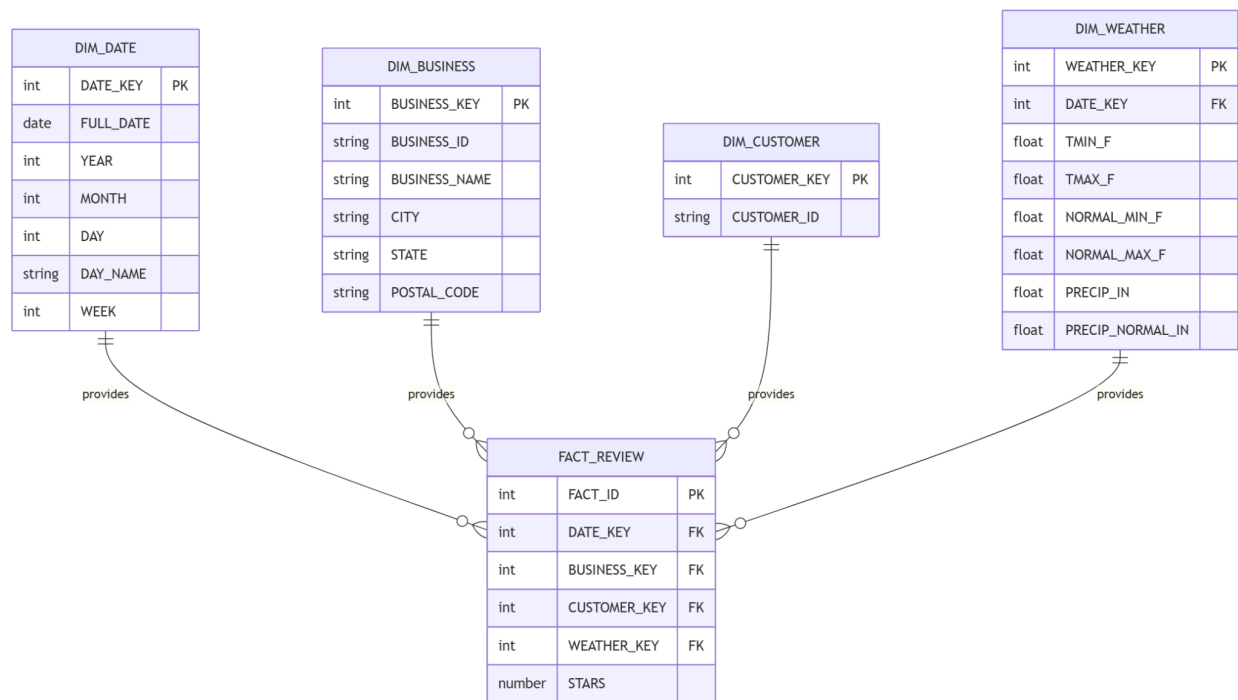 DIM_DATE
int DATE_KEY PK
date FULL_DATE
int YEAR
int MONTH
int DAY
string DAY_NAME
int WEEK
DIM_BUSINESS
int BUSINESS_KEY PK
string BUSINESS_ID
string BUSINESS_NAME
string CITY
string STATE
string POSTAL_CODE
DIM_CUSTOMER
int CUSTOMER_KEY PK
string CUSTOMER_ID
DIM_WEATHER
int WEATHER_KEY PK
int DATE_KEY FK
float TMIN_F
float TMAX_F
float NORMAL_MIN_F
float NORMAL_MAX_F
float PRECIP_IN
float PRECIP_NORMAL_IN
provides
provides
provides
provides
FACT_REVIEW
int FACT_ID PK
int DATE_KEY FK
int BUSINESS_KEY FK
int CUSTOMER_KEY FK
int WEATHER_KEY FK
number STARS